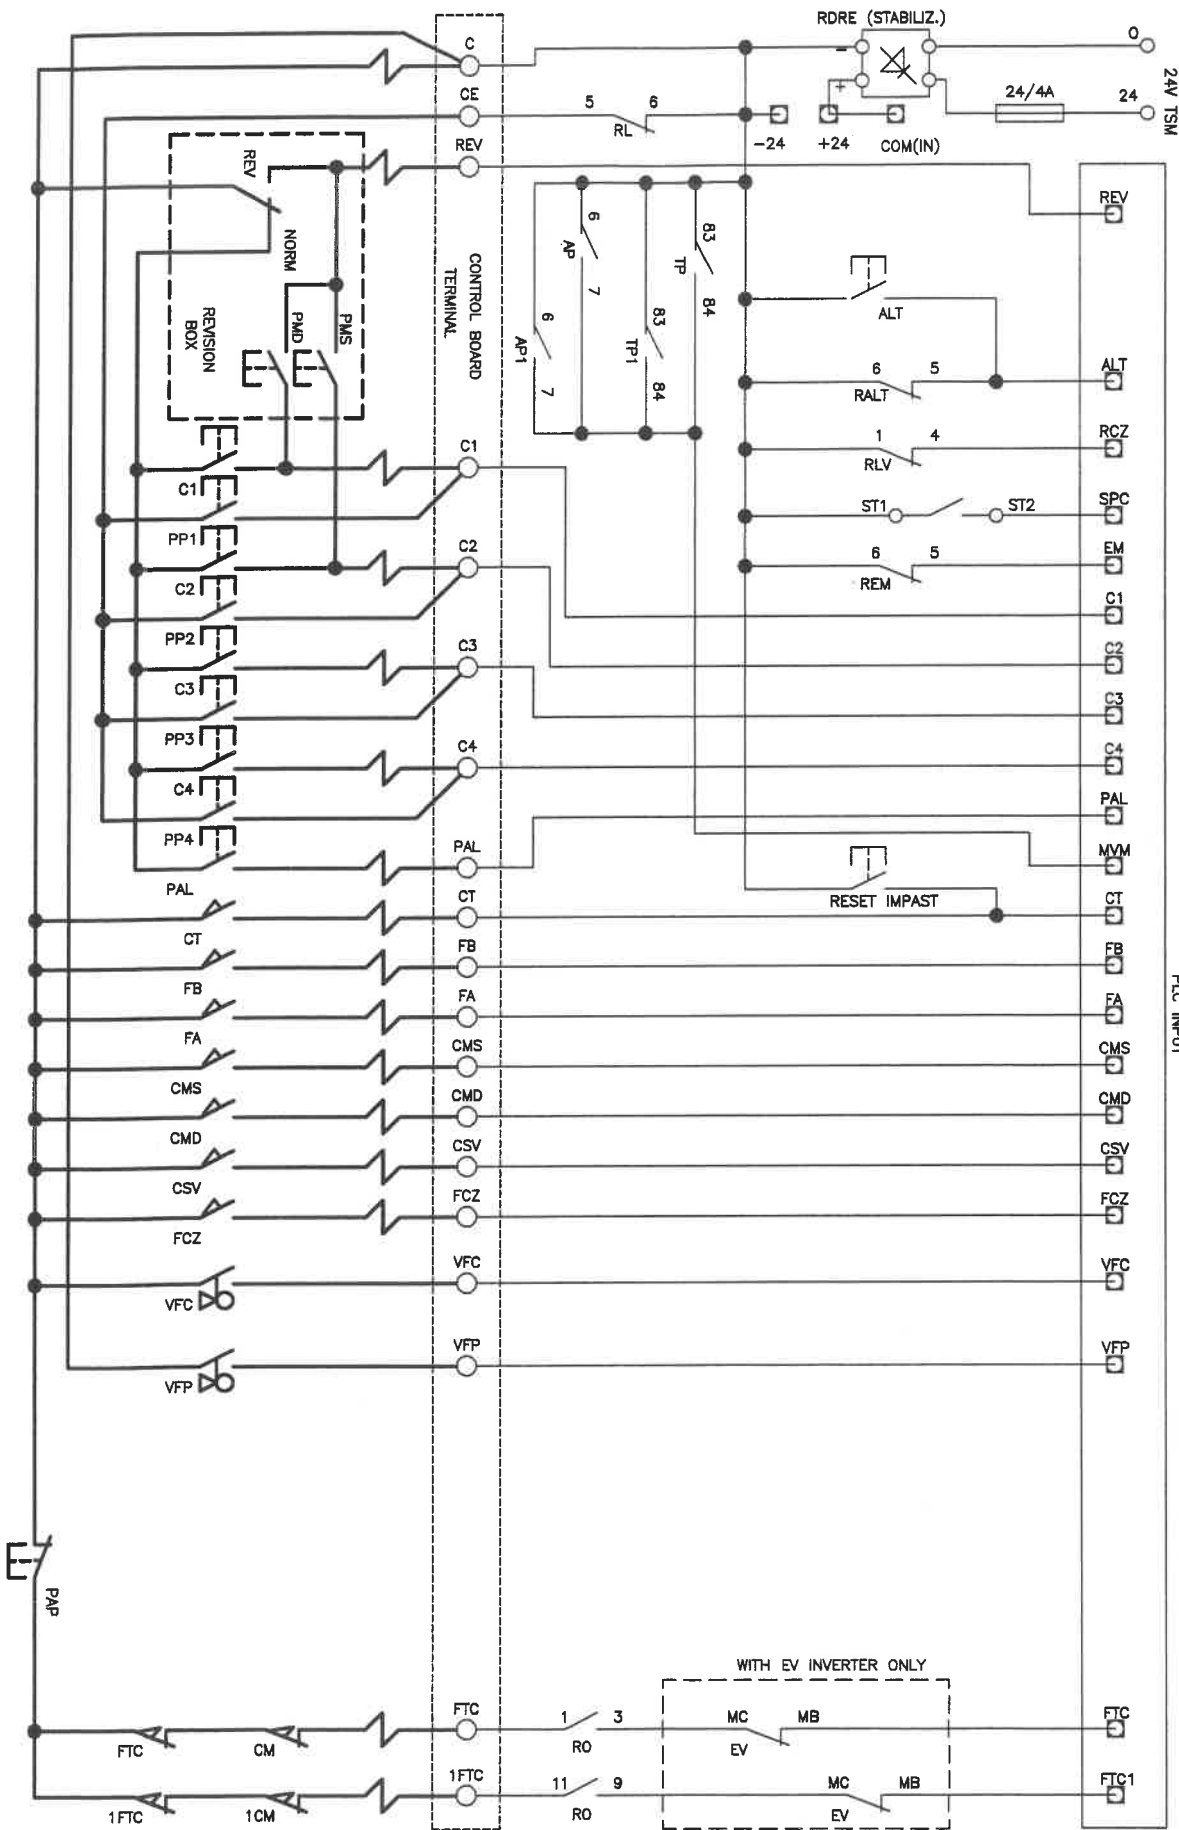 RDRE (STABILIZ.)
0
C
-
24V TSM
CE
5
6
+
24/4A
24
RL
-24
+24
COM(IN)
REV
REV
REV
NORM
CONTROL BOARD
TERMINAL
6
AP
7
83
TP
84
ALT
6
AP1
7
83
TP1
84
REVISION
BOX
PMD
PMS
6
5
ALT
RALT
C1
1
4
RCZ
RLV
C1
ST1
ST2
SPC
PP1
C2
6
5
EM
REM
C2
C1
PP2
C3
C2
C3
C3
PP3
C4
C4
C4
PAL
PP4
PAL
MVM
PAL
RESET IMPAST
CT
CT
CT
FB
FB
FB
FA
FA
FA
CMS
CMS
CMS
CMD
CMD
CMD
CSV
CSV
CSV
FCZ
FCZ
FCZ
VFC
VFC
VFC
VFP
VFP
VFP
PAP
WITH EV INVERTER ONLY
FTC
1
3
MC
MB
FTC
FTC
CM
RO
EV
1FTC
11
9
MC
MB
FTC1
1FTC
1CM
RO
EV